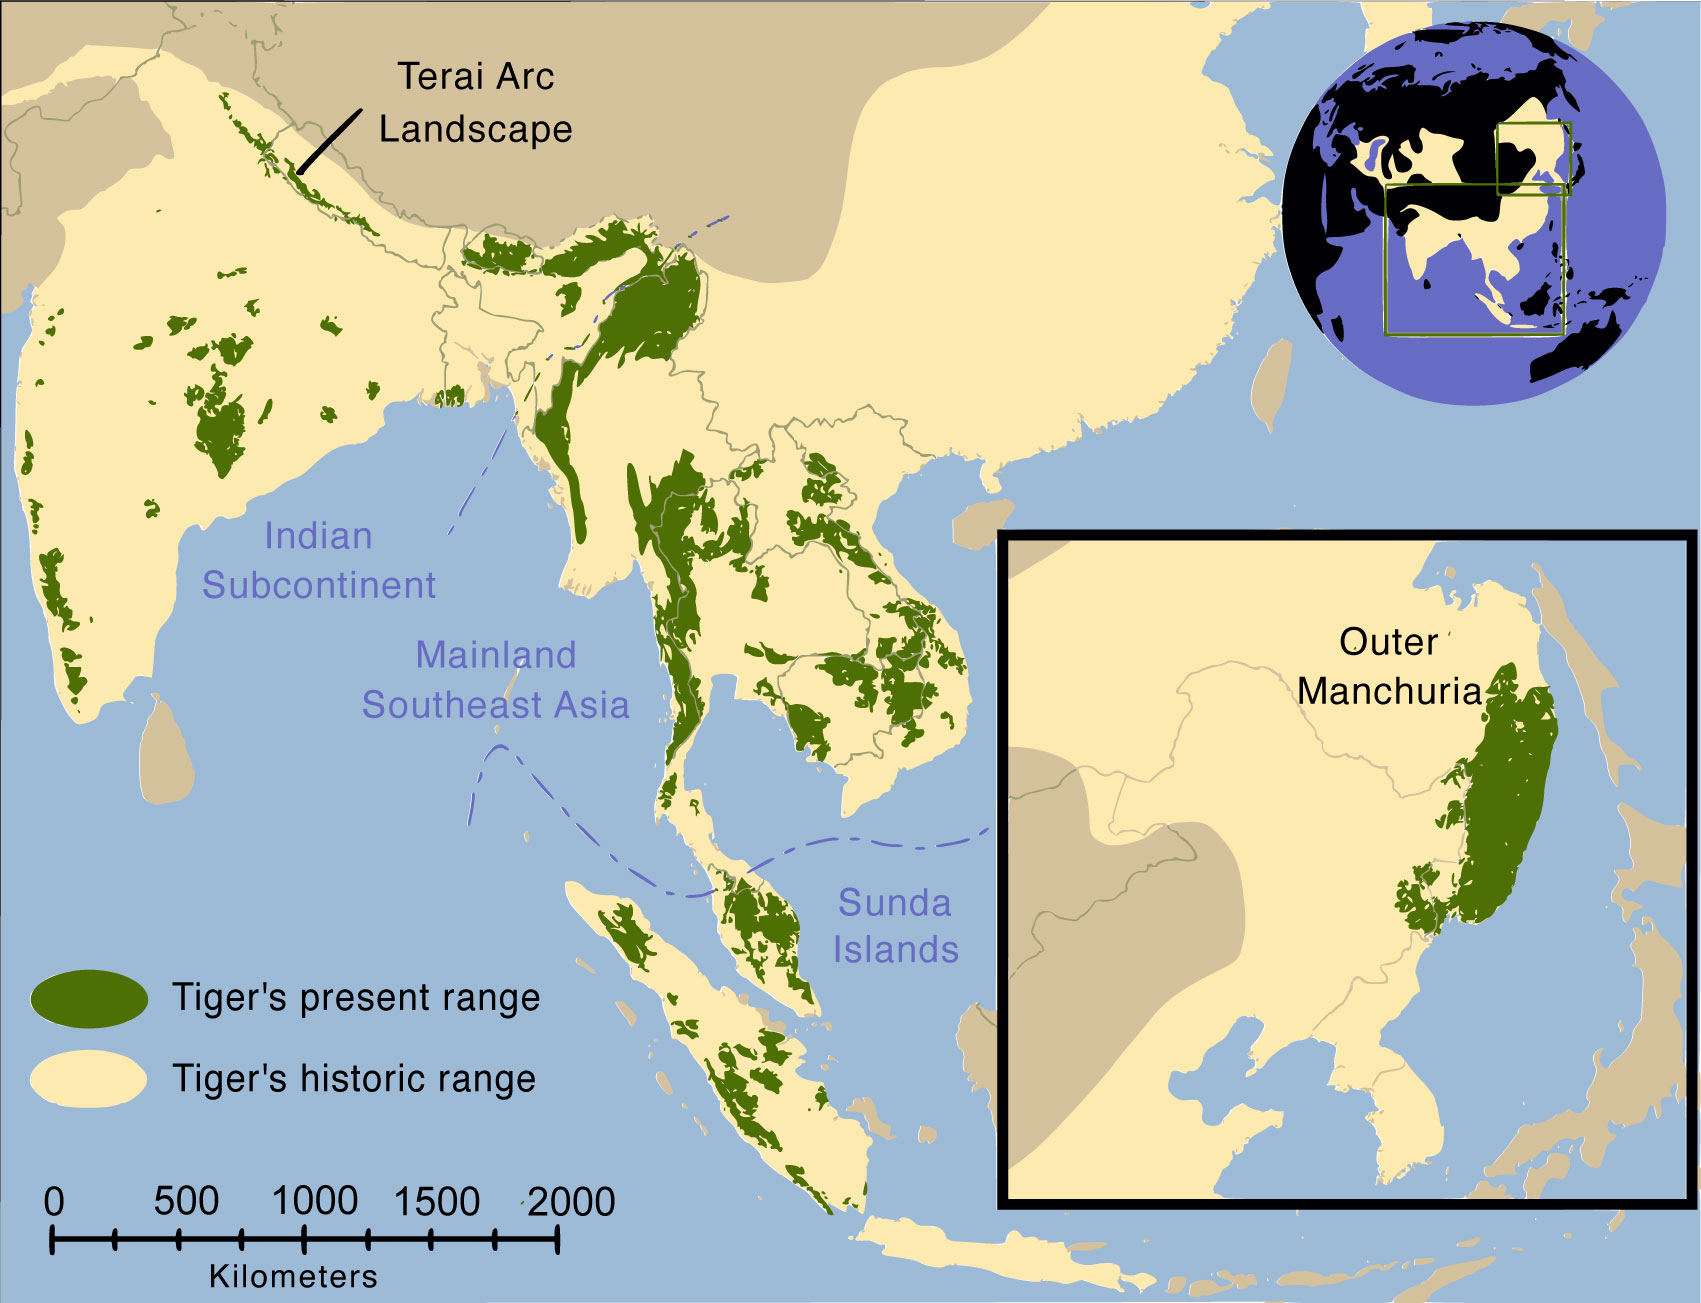 Terai Arc
Landscape
Indian
Subcontinent
Mainland
Southeast Asia
Outer
Manchuria
Sunda
Islands
Tiger's present range
Tiger's historic range
0 500 1000 1500 2000
Kilometers